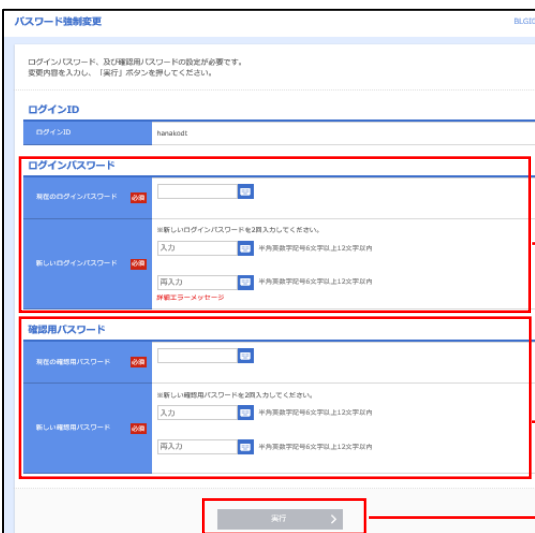 パスワード強制変更
BLGI
ログインパスワード、及び確認用パスワードの設定が必要です。
変更内容を入力し、「実行」ボタンを押してください。
ログインID
ログインID
hanakodt
ログインパスワード
現在のログインパスワード 必須
※新しいログインパスワードを2回入力してください。
新しいログインパスワード 必須
入力 半角英数字記号6文字以上12文字以内
再入力 半角英数字記号6文字以上12文字以内
詳細エラーメッセージ
確認用パスワード
現在の確認用パスワード 必須
※新しい確認用パスワードを2回入力してください。
新しい確認用パスワード 必須
入力 半角英数字記号6文字以上12文字以内
再入力 半角英数字記号6文字以上12文字以内
実行